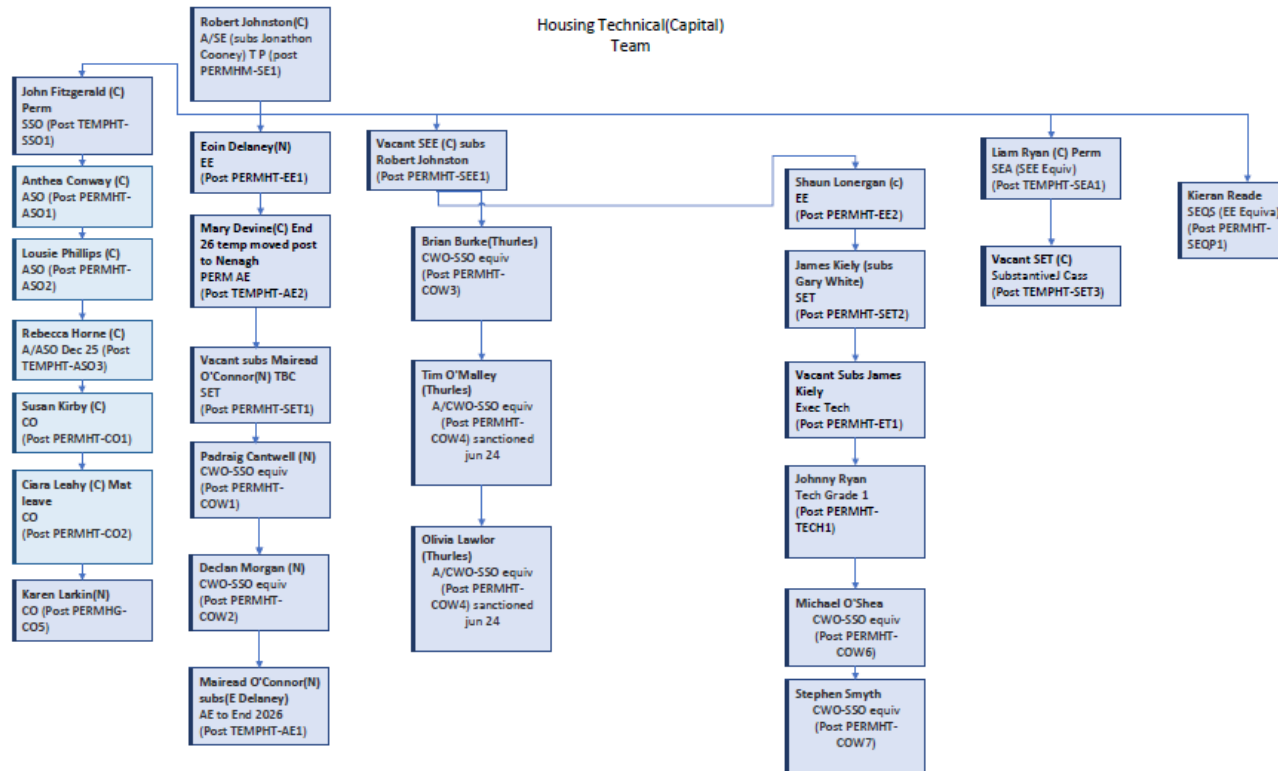 Housing Technical(Capital)
Team
Robert Johnston(C)
A/SE (subs Jonathon
Cooney) T P (post
PERMHM-SE1)
John Fitzgerald (C)
Perm
SSO (Post TEMPHT-
SSO1)
Anthea Conway (C)
ASO (Post PERMHT-
ASO1)
Lousie Phillips (C)
ASO (Post PERMHT-
ASO2)
Rebecca Horne (C)
A/ASO Dec 25 (Post
TEMPHT-ASO3)
Susan Kirby (C)
CO
(Post PERMHT-CO1)
Ciara Leahy (C) Mat
leave
CO
(Post PERMHT-CO2)
Karen Larkin(N)
CO (Post PERMHG-
CO5)
Eoin Delaney(N)
EE
(Post PERMHT-EE1)
Mary Devine(C) End
26 temp moved post
to Nenagh
PERM AE
(Post TEMPHT-AE2)
Vacant subs Mairead
O'Connor(N) TBC
SET
(Post PERMHT-SET1)
Padraig Cantwell (N)
CWO-SSO equiv
(Post PERMHT-
COW1)
Declan Morgan (N)
CWO-SSO equiv
(Post PERMHT-
COW2)
Mairead O'Connor(N)
subs(E Delaney)
AE to End 2026
(Post TEMPHT-AE1)
Vacant SEE (C) subs
Robert Johnston
(Post PERMHT-SEE1)
Brian Burke(Thurles)
CWO-SSO equiv
(Post PERMHT-
COW3)
Tim O'Malley
(Thurles)
A/CWO-SSO equiv
(Post PERMHT-
COW4) sanctioned
jun 24
Olivia Lawlor
(Thurles)
A/CWO-SSO equiv
(Post PERMHT-
COW4) sanctioned
jun 24
Shaun Lonergan (c)
EE
(Post PERMHT-EE2)
James Kiely (subs
Gary White)
SET
(Post PERMHT-SET2)
Vacant Subs James
Kiely
Exec Tech
(Post PERMHT-ET1)
Johnny Ryan
Tech Grade 1
(Post PERMHT-
TECH1)
Michael O'Shea
CWO-SSO equiv
(Post PERMHT-
COW6)
Stephen Smyth
CWO-SSO equiv
(Post PERMHT-
COW7)
Liam Ryan (C) Perm
SEA (SEE Equiv)
(Post TEMPHT-SEA1)
Vacant SET (C)
SubstantiveJ Cass
(Post TEMPHT-SET3)
Kieran Reade
SEQS (EE Equiva)
(Post PERMHT-
SEQP1)